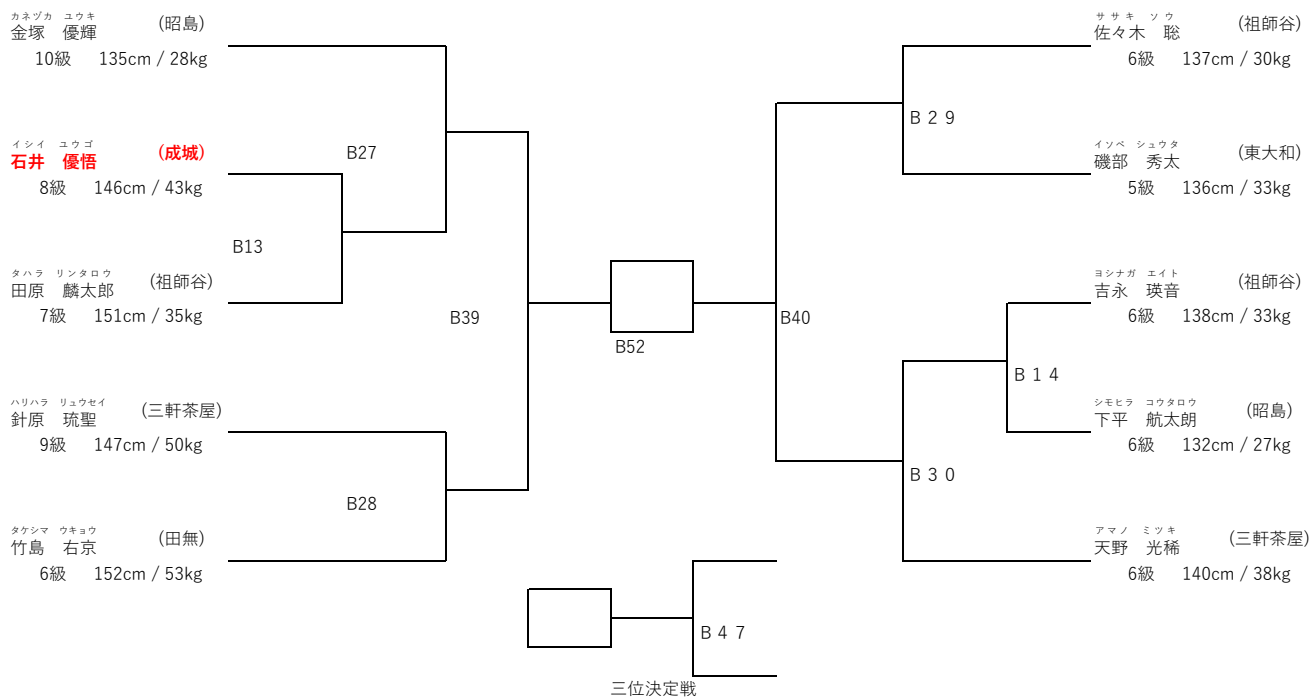 カネヅカ　ユウキ
金塚　優輝　(昭島)
10級　135cm / 28kg
イシイ　ユウゴ
石井　優悟　(成城)
8級　146cm / 43kg
B27
B13
タハラ　リンタロウ
田原　麟太郎　(祖師谷)
7級　151cm / 35kg
B39
ハリハラ　リュウセイ
針原　琉聖　(三軒茶屋)
9級　147cm / 50kg
B28
タケシマ　ウキョウ
竹島　右京　(田無)
6級　152cm / 53kg
B52
B40
ササキ　ソウ
佐々木　聡　(祖師谷)
6級　137cm / 30kg
B２９
イソベ　シュウタ
磯部　秀太　(東大和)
5級　136cm / 33kg
ヨシナガ　エイト
吉永　瑛音　(祖師谷)
6級　138cm / 33kg
B１４
シモヒラ　コウタロウ
下平　航太朗　(昭島)
6級　132cm / 27kg
B３０
アマノ　ミツキ
天野　光稀　(三軒茶屋)
6級　140cm / 38kg
B４７
三位決定戦